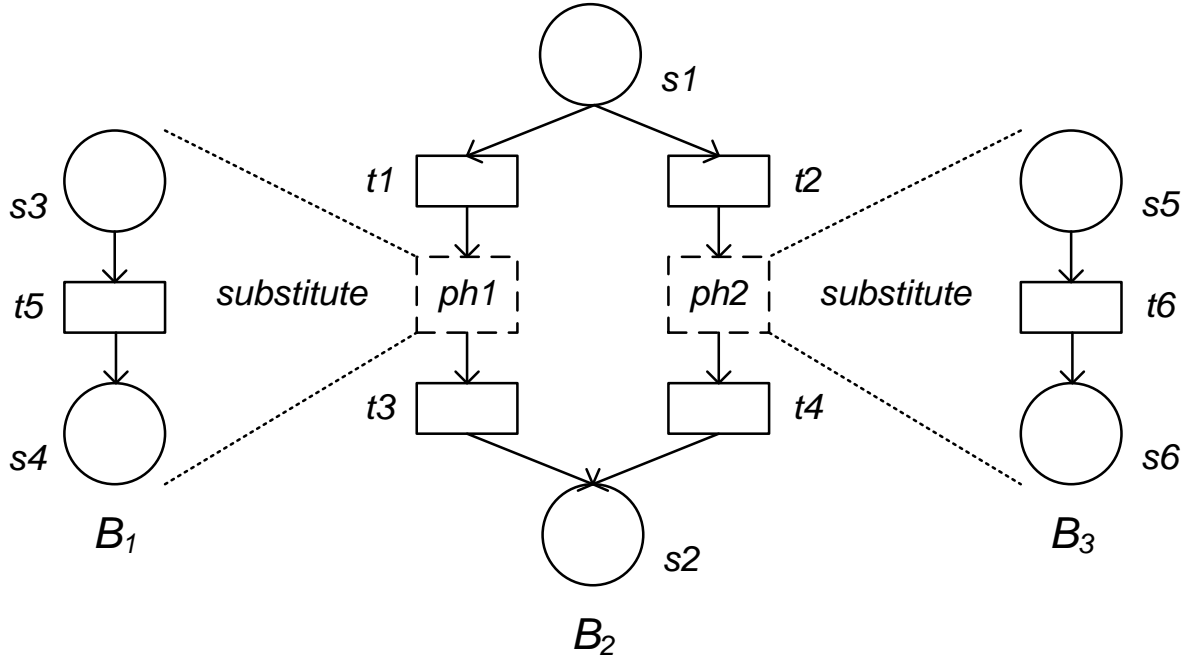 s1
t1
t2
s3
s5
substitute
ph1
ph2
substitute
t5
t6
t3
t4
s4
s6
B1
B3
s2
B2